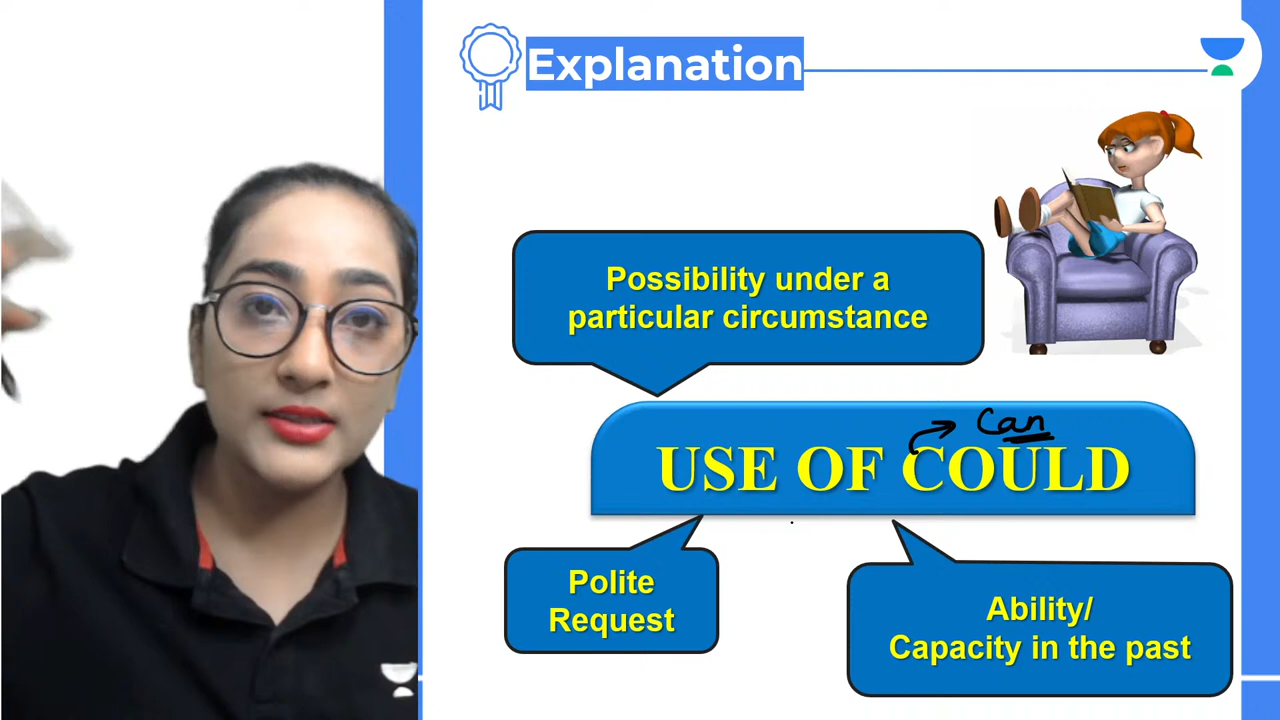 Explanation
Possibility under a
particular circumstance
Can
USE OF COULD
Polite
Request
Ability/
Capacity in the past